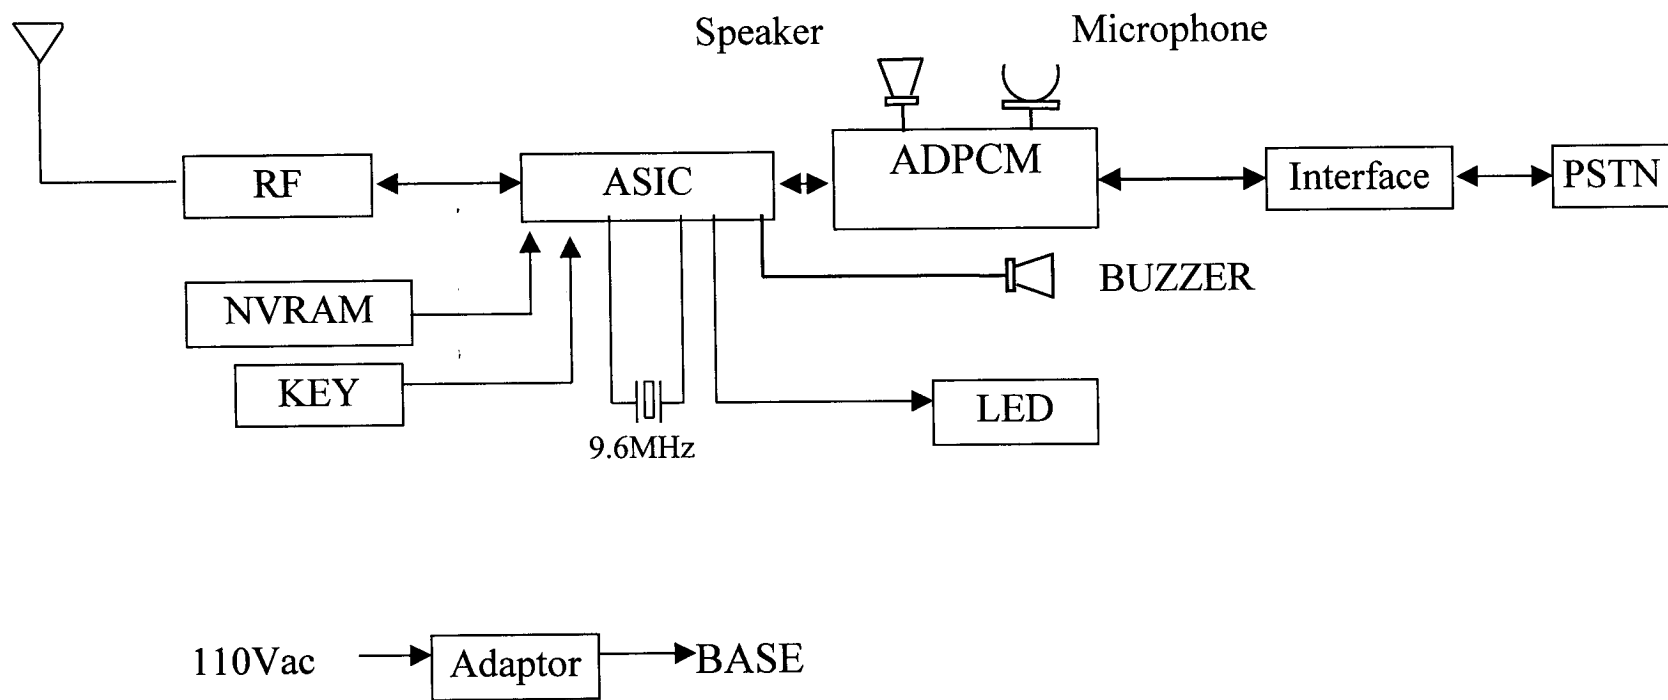 Speaker
Microphone
RF
ASIC
ADPCM
Interface
PSTN
NVRAM
BUZZER
KEY
LED
9.6MHz
110Vac
Adaptor
BASE